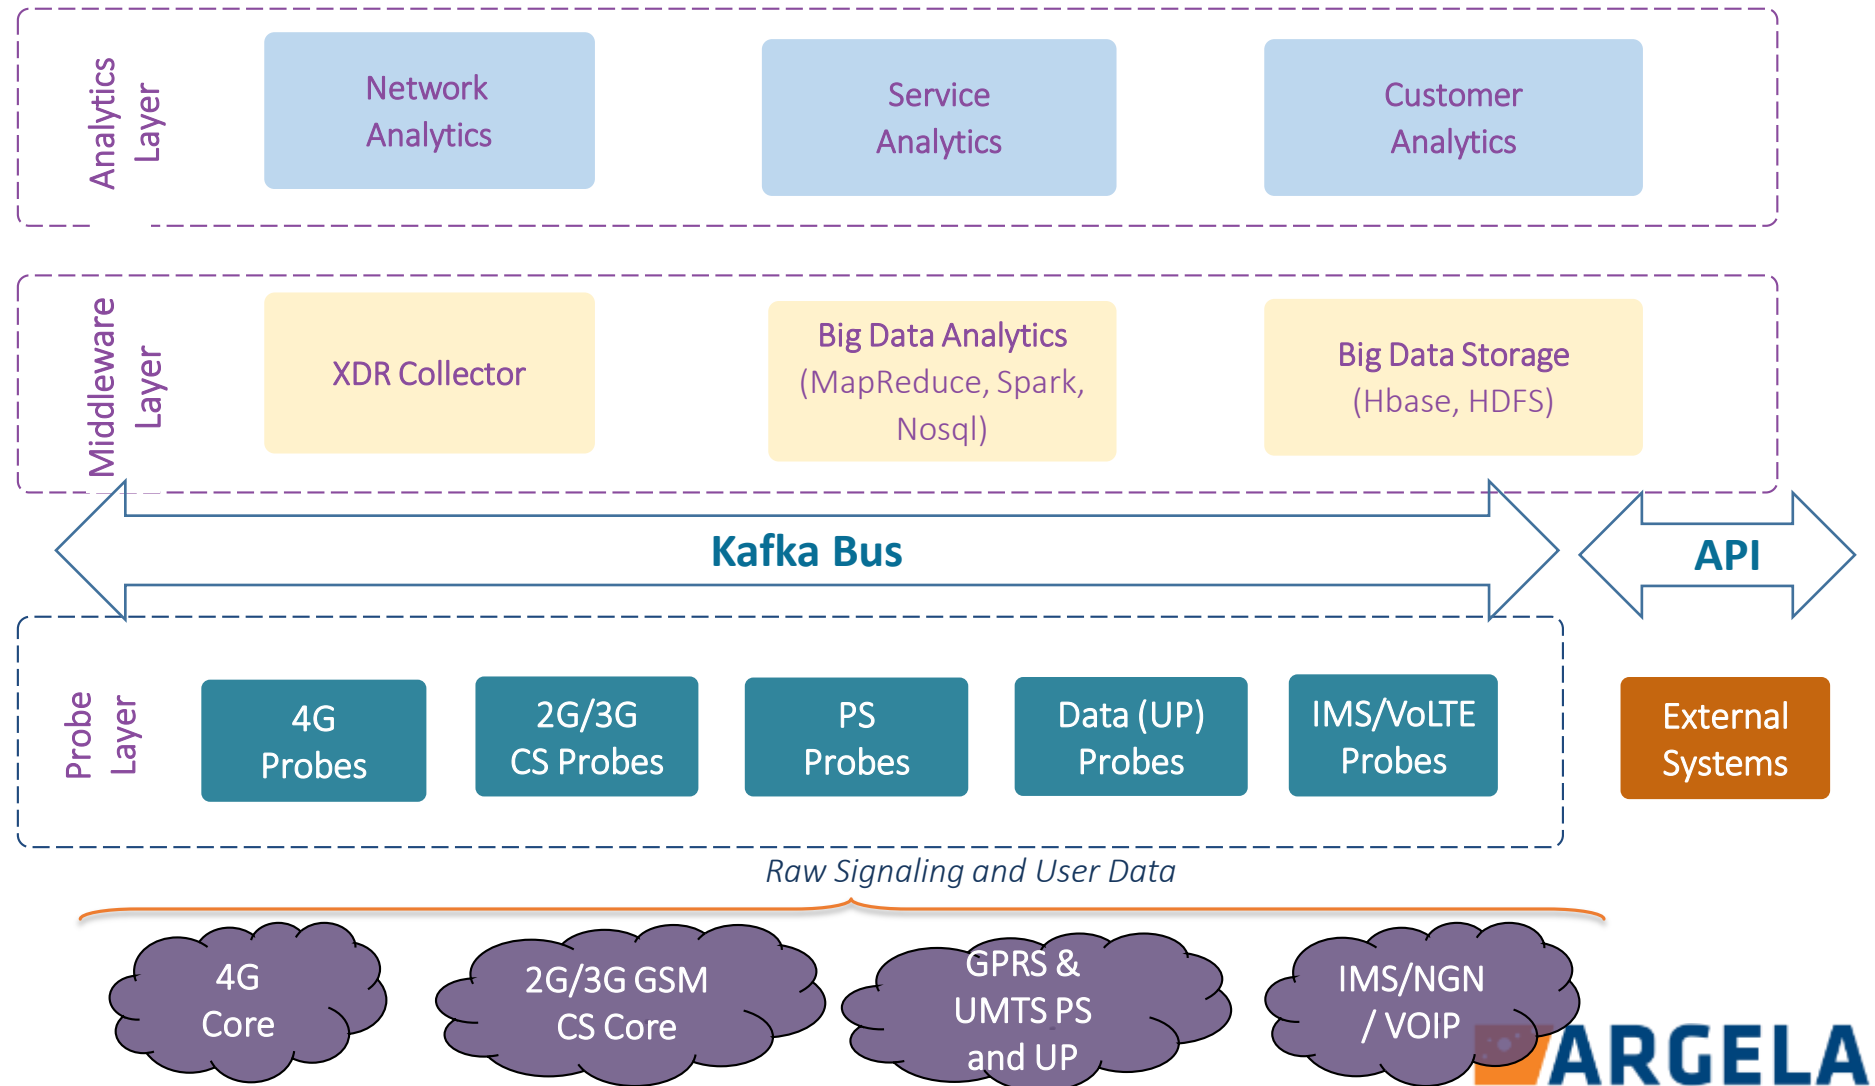 Analytics
Layer
Network
Analytics
Service
Analytics
Customer
Analytics
Middleware
Layer
XDR Collector
Big Data Analytics
(MapReduce, Spark,
Nosql)
Big Data Storage
(Hbase, HDFS)
Kafka Bus
API
Probe
Layer
4G
Probes
2G/3G
CS Probes
PS
Probes
Data (UP)
Probes
IMS/VoLTE
Probes
External
Systems
Raw Signaling and User Data
4G
Core
2G/3G GSM
CS Core
GPRS &
UMTS PS
and UP
IMS/NGN
/ VOIP
ARGELA